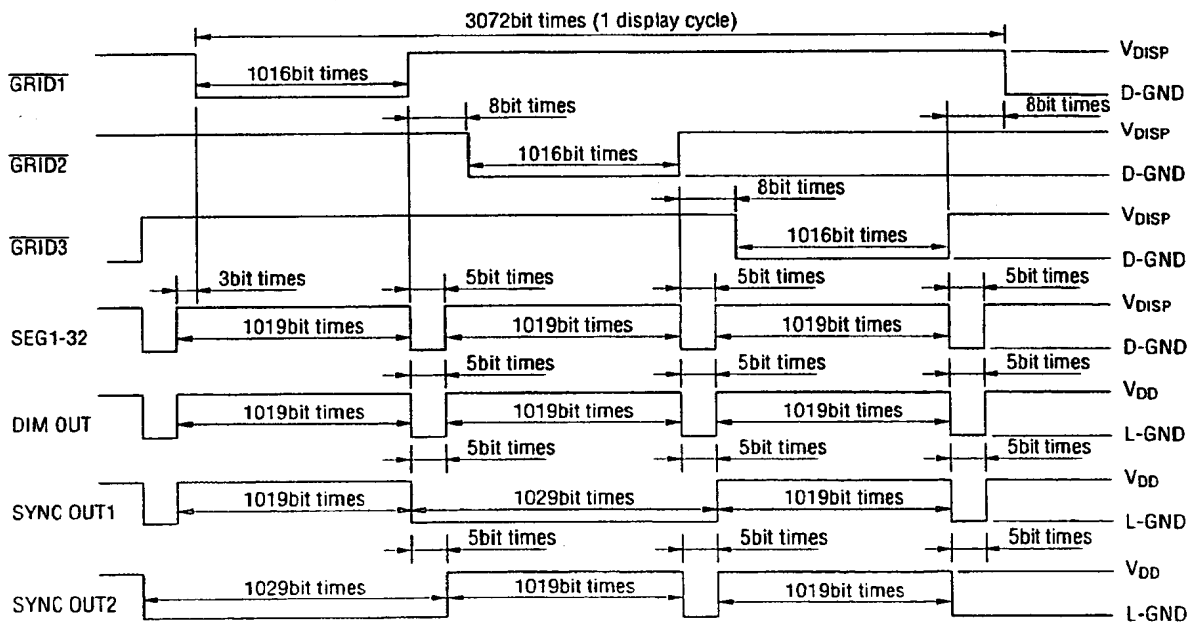 3072bit times (1 display cycle)
VDISP
GRID1
1016bit times
D-GND
8bit times
8bit times
VDISP
GRID2
1016bit times
D-GND
8bit times
VDISP
GRID3
1016bit times
D-GND
3bit times
5bit times
5bit times
5bit times
VDISP
SEG1-32
1019bit times
1019bit times
1019bit times
D-GND
5bit times
5bit times
5bit times
VDD
DIM OUT
1019bit times
1019bit times
1019bit times
L-GND
5bit times
5bit times
5bit times
VDD
SYNC OUT1
1019bit times
1029bit times
1019bit times
L-GND
5bit times
5bit times
5bit times
VDD
SYNC OUT2
1029bit times
1019bit times
1019bit times
L-GND